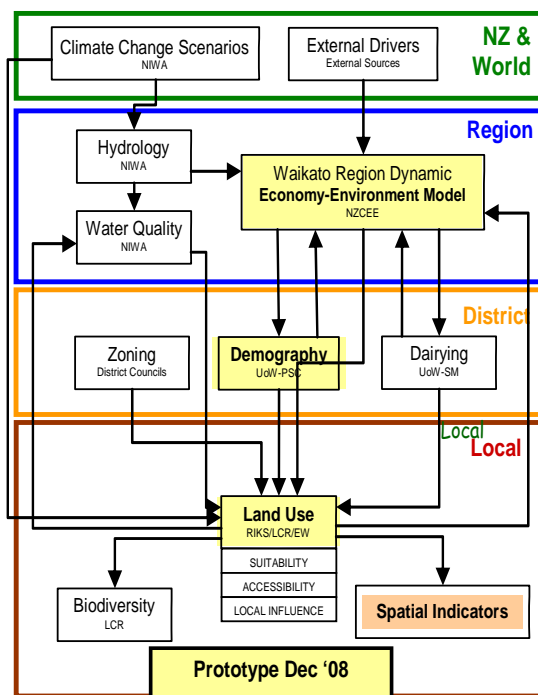 Climate Change Scenarios
NIWA
External Drivers
External Sources
NZ &
World
Region
Hydrology
NIWA
Waikato Region Dynamic
Economy-Environment Model
NZCEE
Water Quality
NIWA
District
Zoning
District Councils
Demography
UoW-PSC
Dairying
UoW-SM
Local
Local
Land Use
RIKS/LCR/EW
SUITABILITY
ACCESSIBILITY
LOCAL INFLUENCE
Biodiversity
LCR
Spatial Indicators
Prototype Dec ‘08